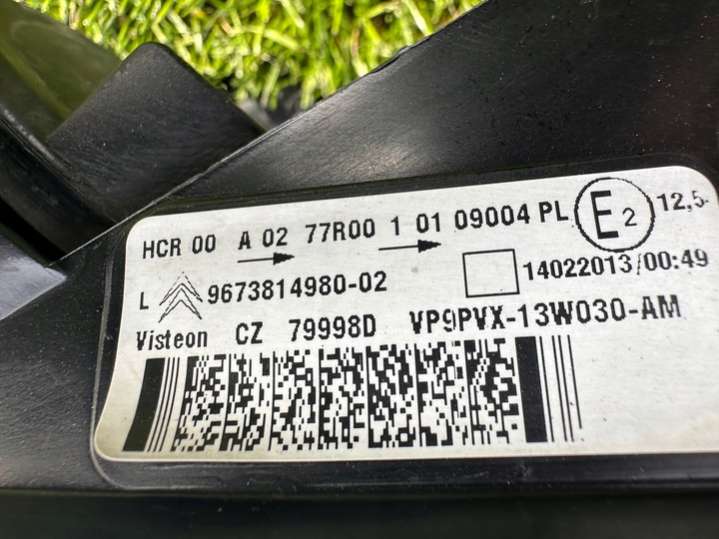 HCR 00 A 02 77R00 1 01 09004 PL E2 12,5
L 9673814980-02 14022013/00:49
Visteon CZ 79998D VP9PVX-13W030-AM